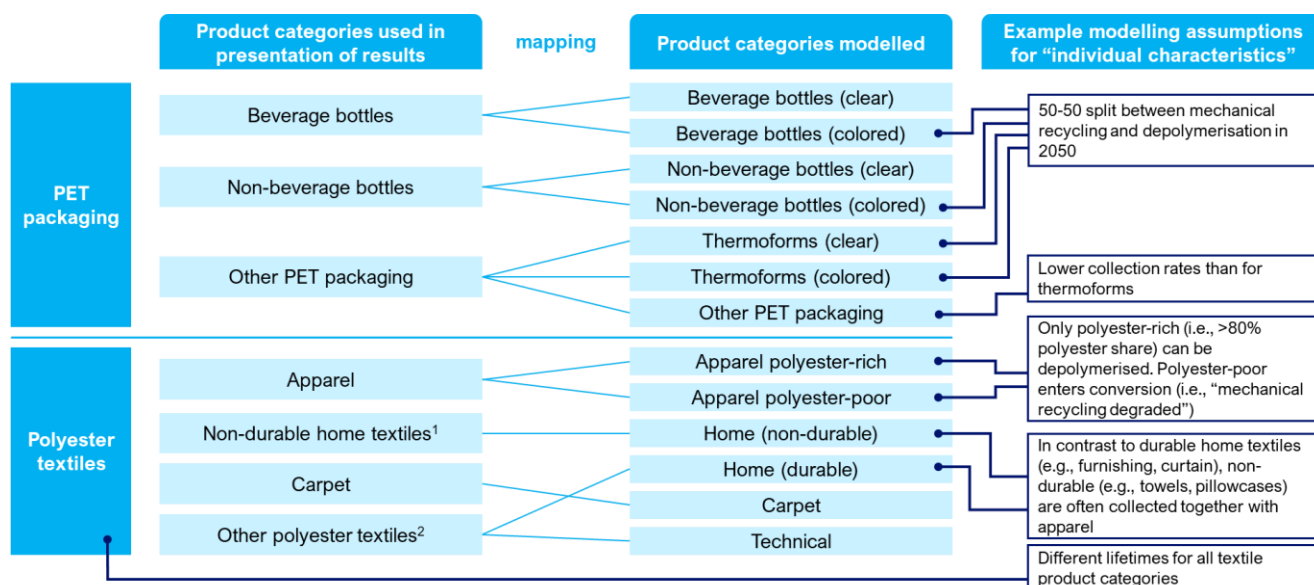 Product categories used in
presentation of results
mapping
Product categories modelled
Example modelling assumptions
for “individual characteristics”
PET
packaging
Beverage bottles
Non-beverage bottles
Other PET packaging
Beverage bottles (clear)
Beverage bottles (colored)
Non-beverage bottles (clear)
Non-beverage bottles (colored)
Thermoforms (clear)
Thermoforms (colored)
Other PET packaging
50-50 split between mechanical
recycling and depolymerisation in
2050
Lower collection rates than for
thermoforms
Polyester
textiles
Apparel
Non-durable home textiles¹
Carpet
Other polyester textiles²
Apparel polyester-rich
Apparel polyester-poor
Home (non-durable)
Home (durable)
Carpet
Technical
Only polyester-rich (i.e., >80%
polyester share) can be
depolymerised. Polyester-poor
enters conversion (i.e., “mechanical
recycling degraded”)
In contrast to durable home textiles
(e.g., furnishing, curtain), non-
durable (e.g., towels, pillowcases)
are often collected together with
apparel
Different lifetimes for all textile
product categories